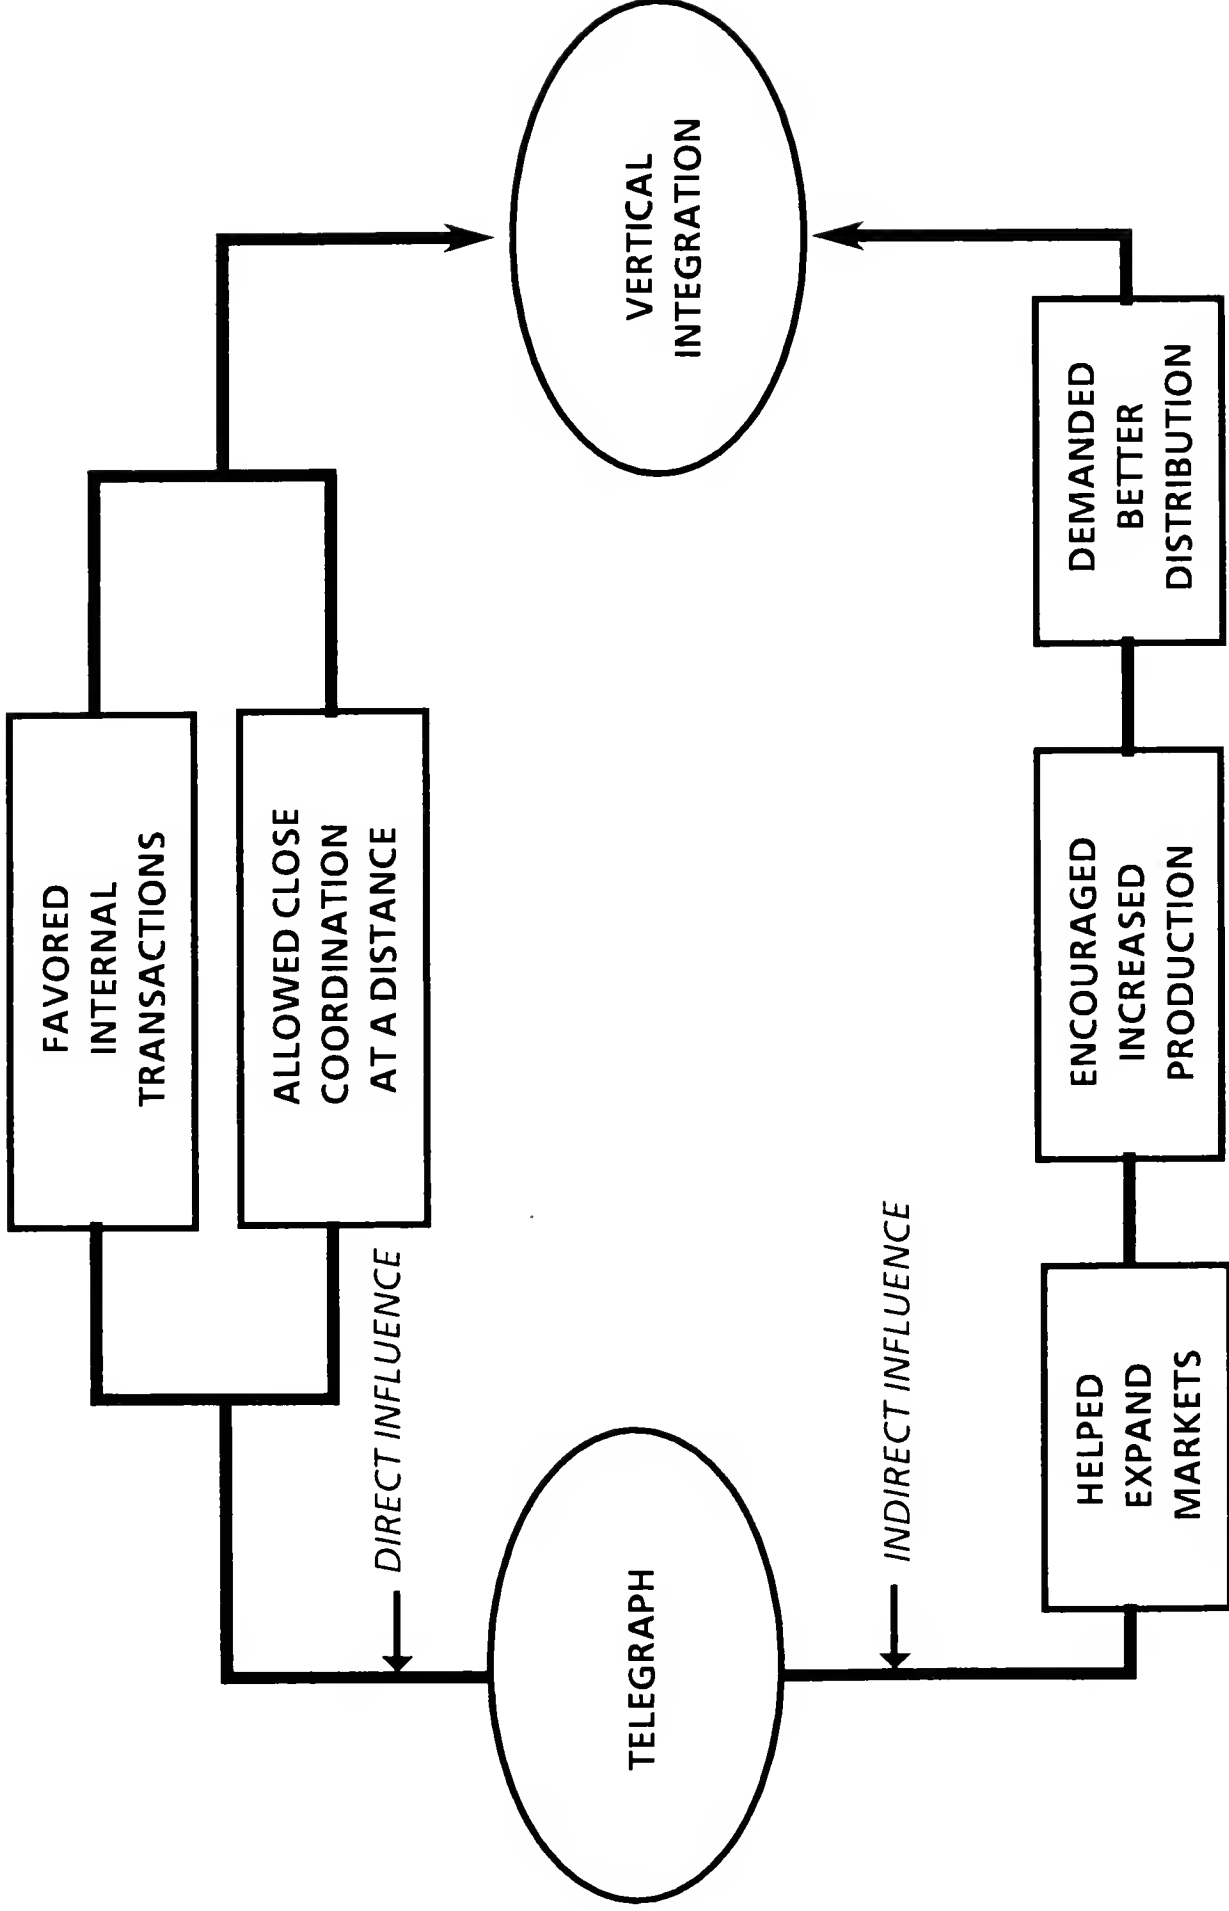 FAVORED
INTERNAL
TRANSACTIONS
ALLOWED CLOSE
COORDINATION
AT A DISTANCE
DIRECT INFLUENCE
TELEGRAPH
VERTICAL
INTEGRATION
INDIRECT INFLUENCE
HELPED
EXPAND
MARKETS
ENCOURAGED
INCREASED
PRODUCTION
DEMANDED
BETTER
DISTRIBUTION